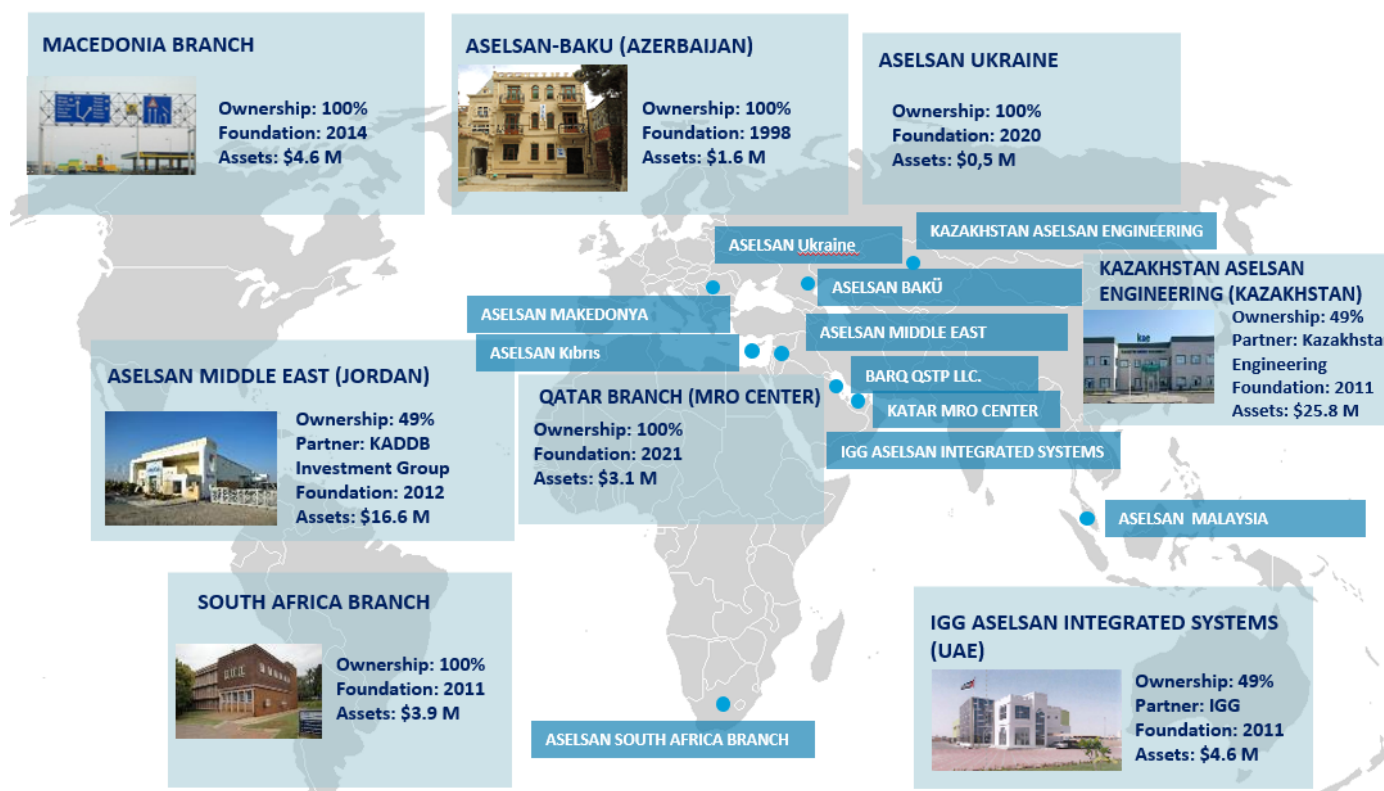 MACEDONIA BRANCH
Ownership: 100%
Foundation: 2014
Assets: $4.6 M
ASELSAN-BAKU (AZERBAIJAN)
Ownership: 100%
Foundation: 1998
Assets: $1.6 M
ASELSAN UKRAINE
Ownership: 100%
Foundation: 2020
Assets: $0,5 M
ASELSAN Ukraine
KAZAKHSTAN ASELSAN ENGINEERING
ASELSAN BAKÜ
ASELSAN MAKEDONYA
ASELSAN MIDDLE EAST
ASELSAN Kıbrıs
BARQ QSTP LLC.
KATAR MRO CENTER
IGG ASELSAN INTEGRATED SYSTEMS
KAZAKHSTAN ASELSAN
ENGINEERING (KAZAKHSTAN)
kae
Ownership: 49%
Partner: Kazakhstan
Engineering
Foundation: 2011
Assets: $25.8 M
ASELSAN MIDDLE EAST (JORDAN)
Ownership: 49%
Partner: KADDB
Investment Group
Foundation: 2012
Assets: $16.6 M
QATAR BRANCH (MRO CENTER)
Ownership: 100%
Foundation: 2021
Assets: $3.1 M
ASELSAN  MALAYSIA
SOUTH AFRICA BRANCH
Ownership: 100%
Foundation: 2011
Assets: $3.9 M
ASELSAN SOUTH AFRICA BRANCH
IGG ASELSAN INTEGRATED SYSTEMS
(UAE)
Ownership: 49%
Partner: IGG
Foundation: 2011
Assets: $4.6 M